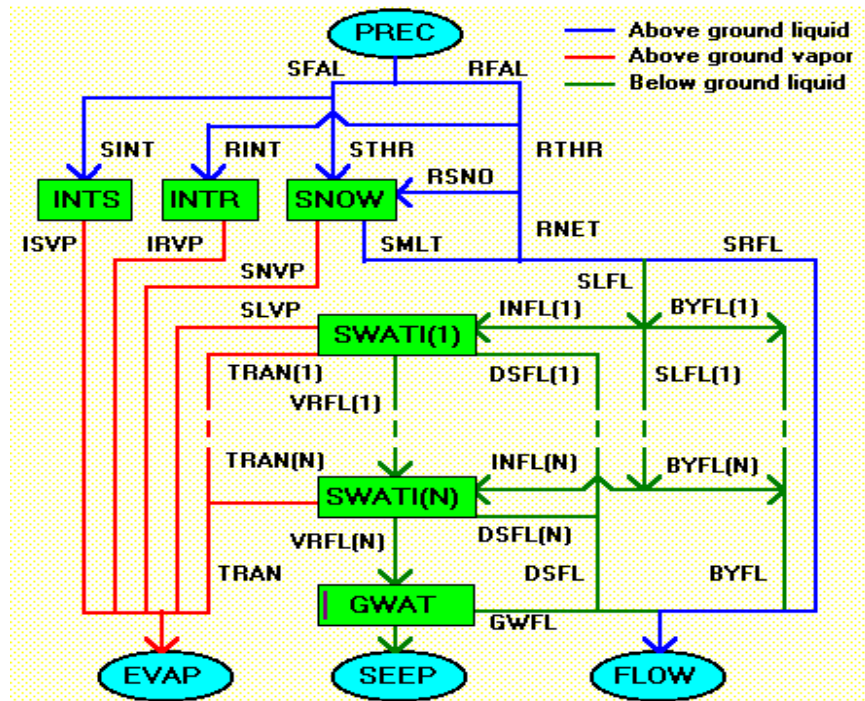 PREC
Above ground liquid
Above ground vapor
Below ground liquid
SFAL
RFAL
SINT
RINT
STHR
RTHR
RSNO
INTS
INTR
SNOW
RNET
ISVP
IRVP
SMLT
SRFL
SNVP
SLFL
SLVP
INFL(1)
BYFL(1)
SWATI(1)
TRAN(1)
DSFL(1)
SLFL(1)
VRFL(1)
TRAN(N)
INFL(N)
BYFL(N)
SWATI(N)
VRFL(N)
DSFL(N)
TRAN
DSFL
BYFL
GWAT
GWFL
EVAP
SEEP
FLOW